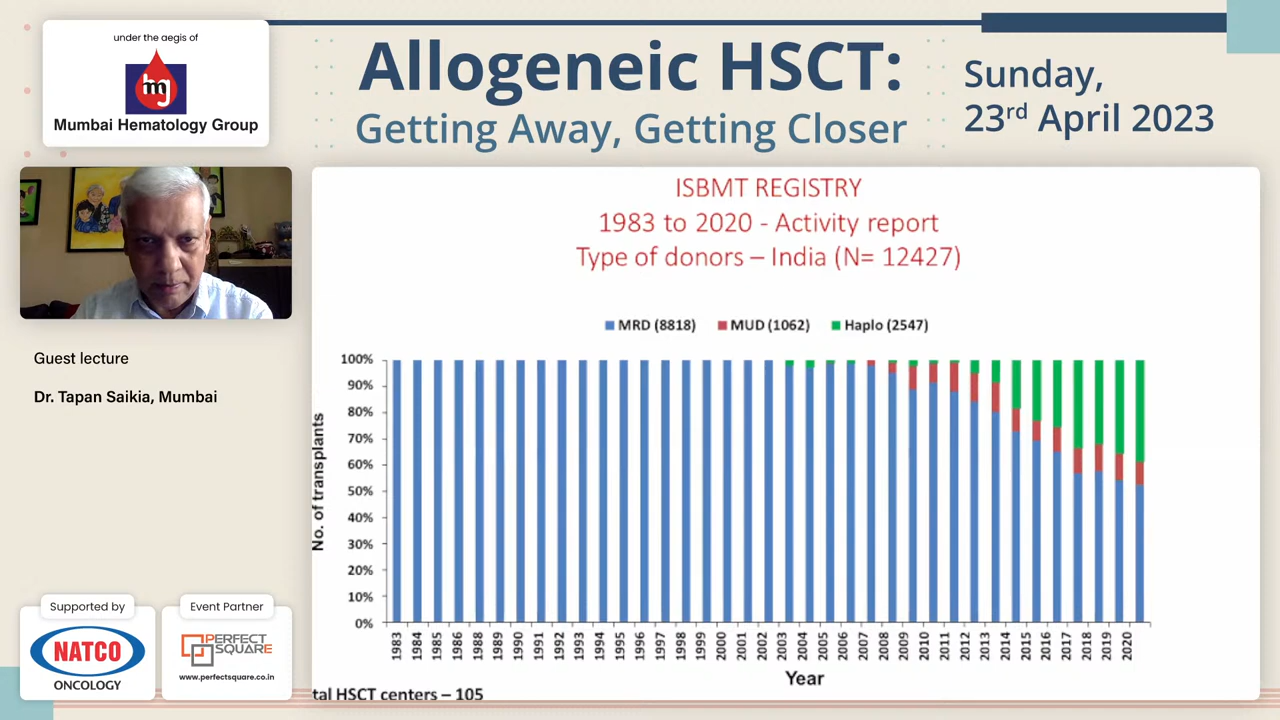 under the aegis of
hg
Mumbai Hematology Group
Allogeneic HSCT:
Getting Away, Getting Closer
Sunday,
23rd April 2023
Guest lecture
Dr. Tapan Saikia, Mumbai
ISBMT REGISTRY
1983 to 2020 - Activity report
Type of donors – India (N= 12427)
MRD (8818) MUD (1062) Haplo (2547)
100%
90%
80%
70%
60%
50%
40%
30%
20%
10%
0%
No. of transplants
1983 1984 1985 1986 1988 1989 1990 1991 1992 1993 1994 1995 1996 1997 1998 1999 2000 2001 2002 2003 2004 2005 2006 2007 2008 2009 2010 2011 2012 2013 2014 2015 2016 2017 2018 2019 2020
Year
tal HSCT centers – 105
Supported by
NATCO
ONCOLOGY
Event Partner
PERFECT
SQUARE
www.perfectsquare.co.in